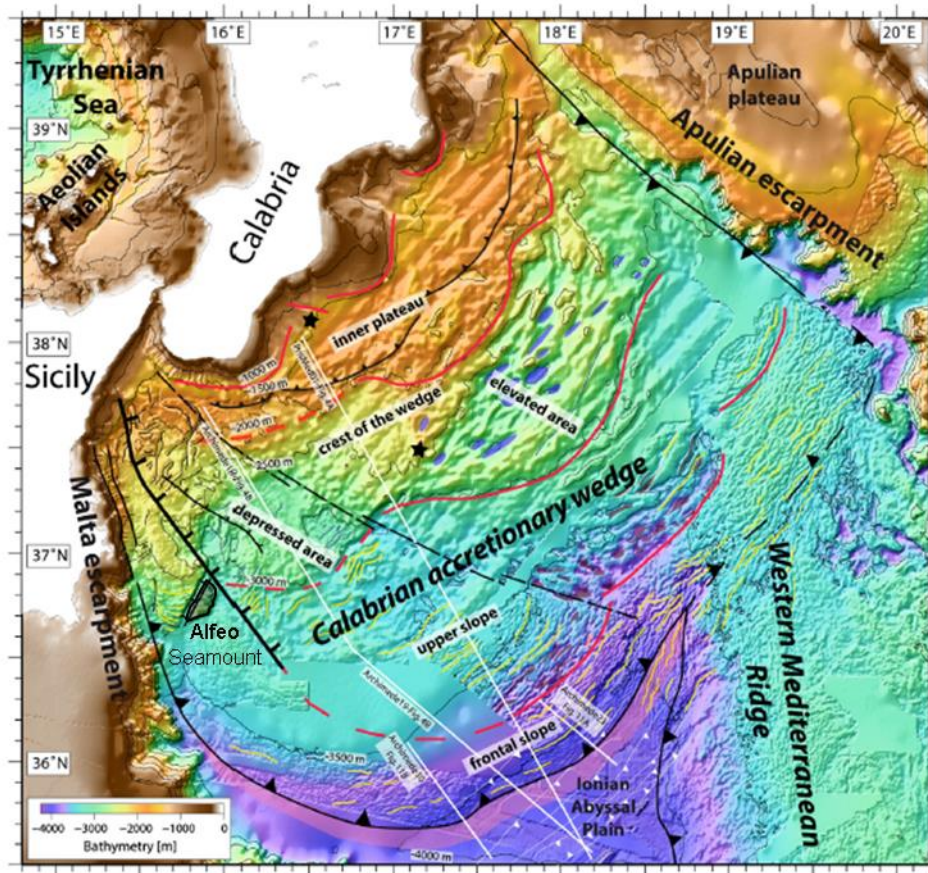 15˚E
16˚E
17˚E
18˚E
19˚E
20˚E
Tyrrhenian
Sea
Apulian
plateau
39˚N
Apulian escarpment
Aeolian
Islands
Calabria
inner plateau
38˚N
Sicily
-1000 m
-1500 m
-2000 m
elevated area
crest of the wedge
2500 m
Malta escarpment
depressed area
Calabrian accretionary wedge
37˚N
3000 m
Alfeo
Seamount
upper slope
Western Mediterranean
Ridge
frontal slope
-3500 m
36˚N
Ionian
Abyssal
Plain
-4000
-3000
-2000
-1000
0
Bathymetry [m]
-4000 m